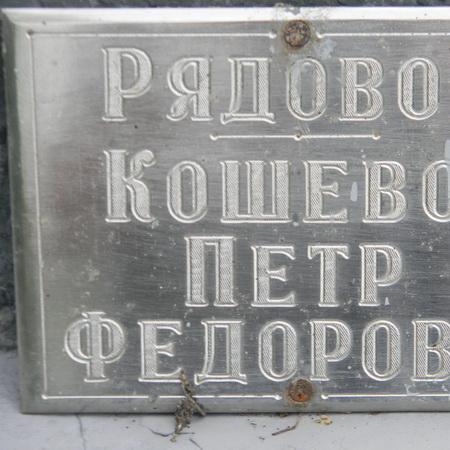 Рядово
Кошево
Петр
Федоров